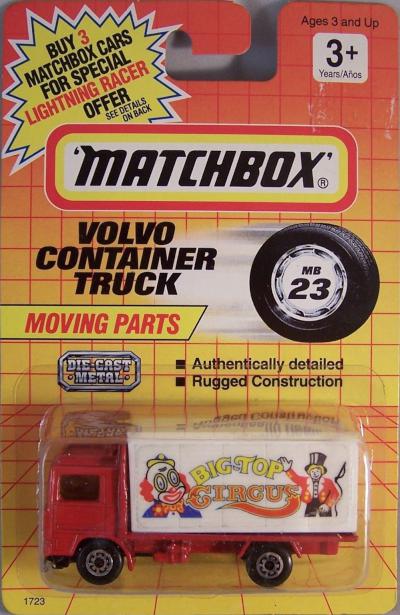 BUY 3
MATCHBOX CARS
FOR SPECIAL
LIGHTNING RACER
OFFER
SEE DETAILS
ON BACK
Ages 3 and Up
3+
Years/Años
'MATCHBOX'®
VOLVO
CONTAINER
TRUCK
MB
23
MOVING PARTS
DIE-CAST
METAL
■ Authentically detailed
■ Rugged Construction
BIG-TOP
CIRCUS
1723